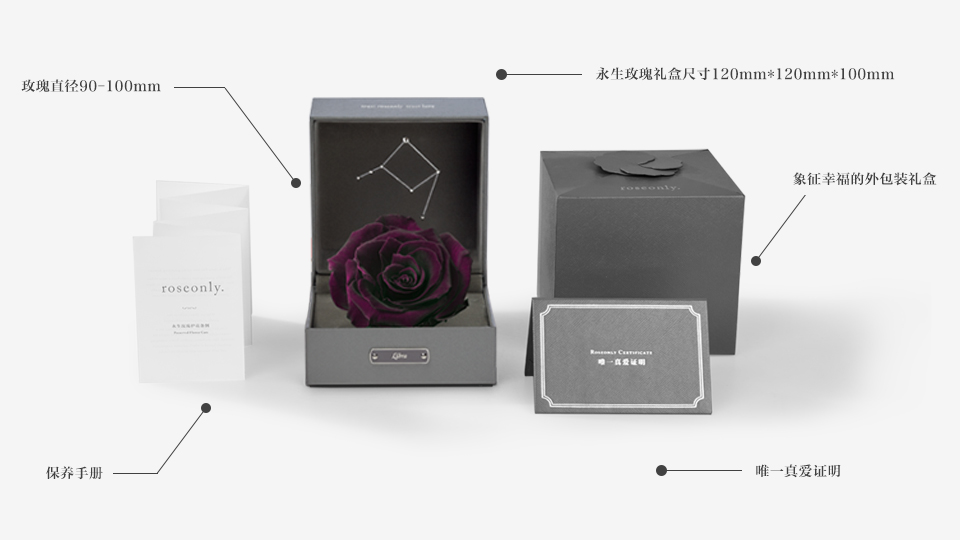 永生玫瑰礼盒尺寸120mm*120mm*100mm
玫瑰直径90-100mm
象征幸福的外包装礼盒
roseonly.
roseonly.
Libra
ROSEONLY CERTIFICATE
唯一真爱证明
保养手册
唯一真爱证明